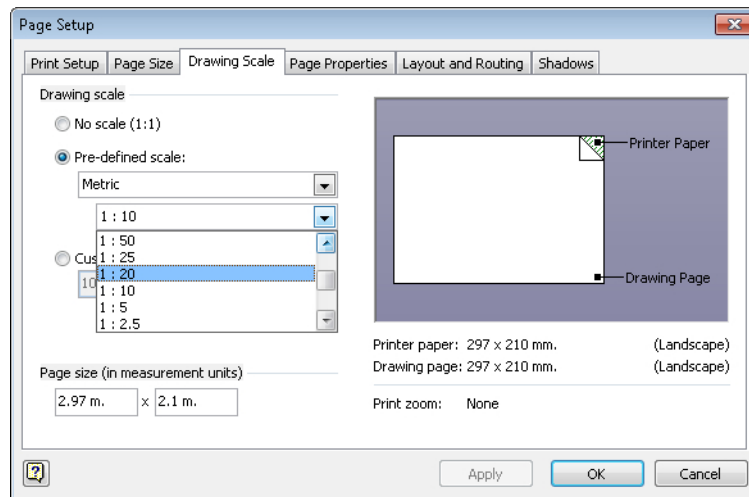 Page Setup
Print Setup
Page Size
Drawing Scale
Page Properties
Layout and Routing
Shadows
Drawing scale
No scale (1:1)
Pre-defined scale:
Metric
1 : 10
1 : 50
1 : 25
1 : 20
1 : 10
1 : 5
1 : 2.5
Cus
10
Printer Paper
Drawing Page
Printer paper: 297 x 210 mm. (Landscape)
Drawing page: 297 x 210 mm. (Landscape)
Print zoom: None
Page size (in measurement units)
2.97 m. x 2.1 m.
?
Apply
OK
Cancel